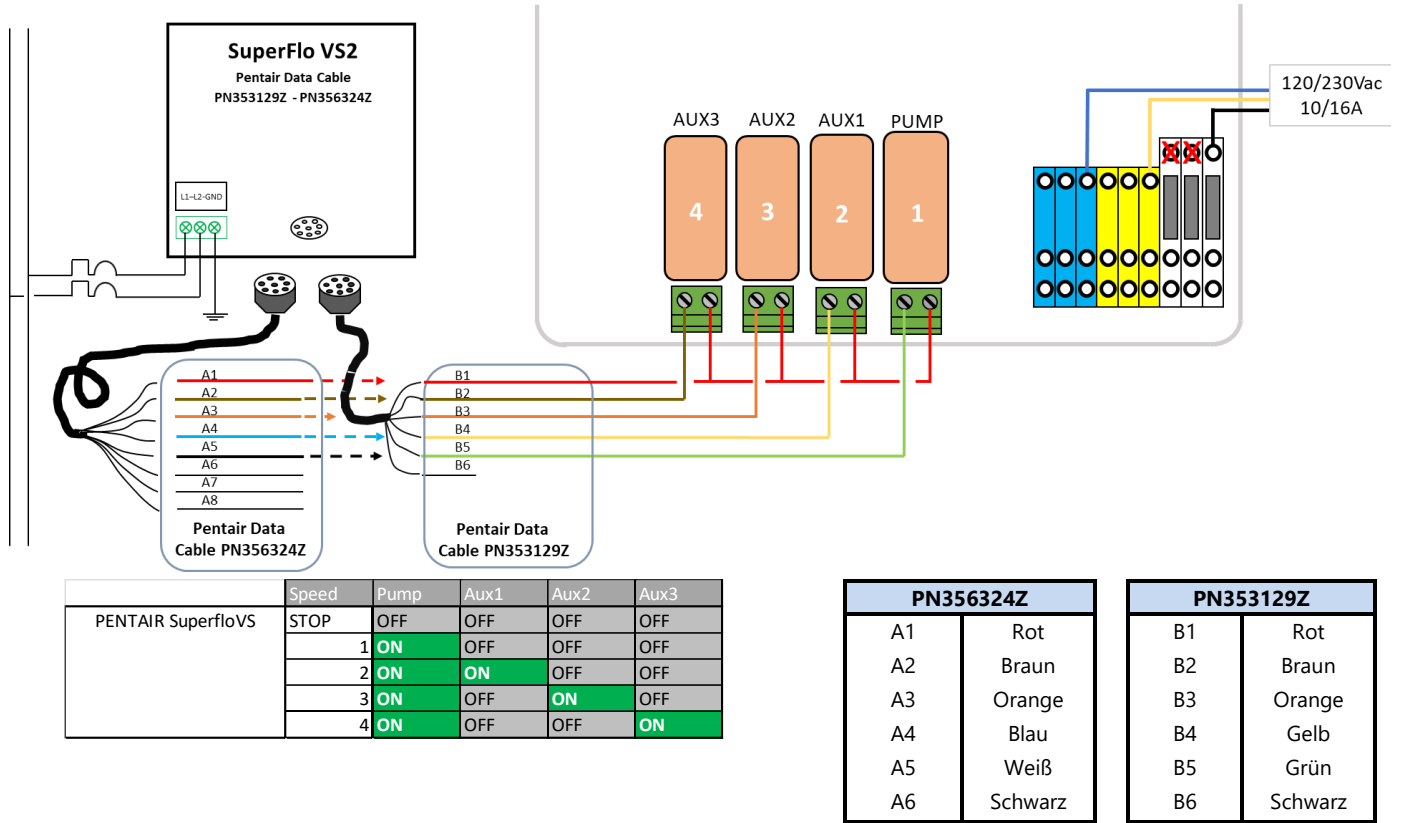 SuperFlo VS2
Pentair Data Cable
PN353129Z - PN356324Z
L1–L2-GND
AUX3 AUX2 AUX1 PUMP
4 3 2 1
120/230Vac
10/16A
A1
A2
A3
A4
A5
A6
A7
A8
Pentair Data
Cable PN356324Z
B1
B2
B3
B4
B5
B6
Pentair Data
Cable PN353129Z
Speed Pump Aux1 Aux2 Aux3
PENTAIR SuperfloVS STOP OFF OFF OFF OFF
1 ON OFF OFF OFF
2 ON ON OFF OFF
3 ON OFF ON OFF
4 ON OFF OFF ON
PN356324Z
A1 Rot
A2 Braun
A3 Orange
A4 Blau
A5 Weiß
A6 Schwarz
PN353129Z
B1 Rot
B2 Braun
B3 Orange
B4 Gelb
B5 Grün
B6 Schwarz